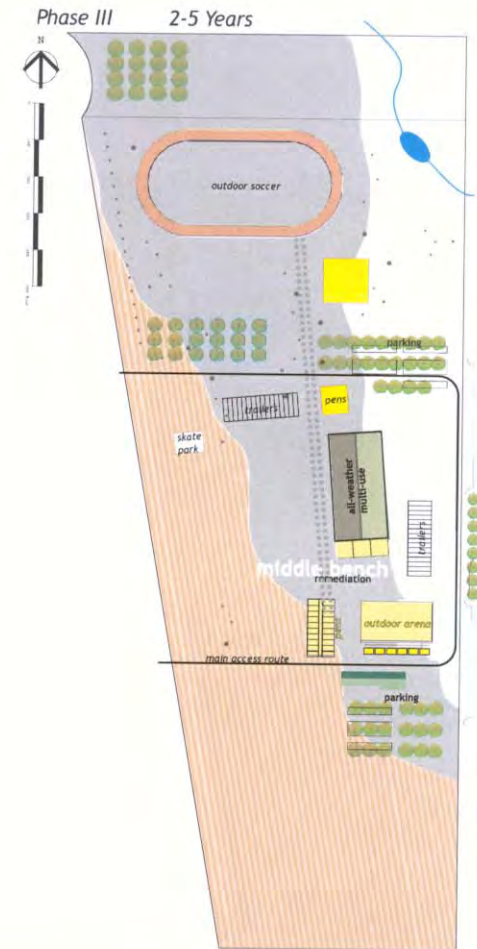 Phase III 2-5 Years
N
outdoor soccer
parking
trailers
pens
skate
park
all-weather
multi-use
trailers
middle bench
remediation
pens
outdoor arena
main access route
parking